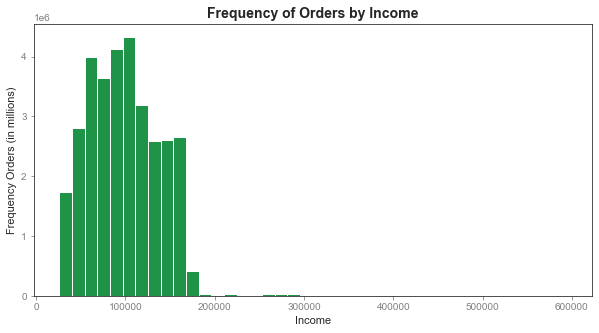 Frequency of Orders by Income
1e6
Frequency Orders (in millions)
4
3
2
1
0
0 100000 200000 300000 400000 500000 600000
Income